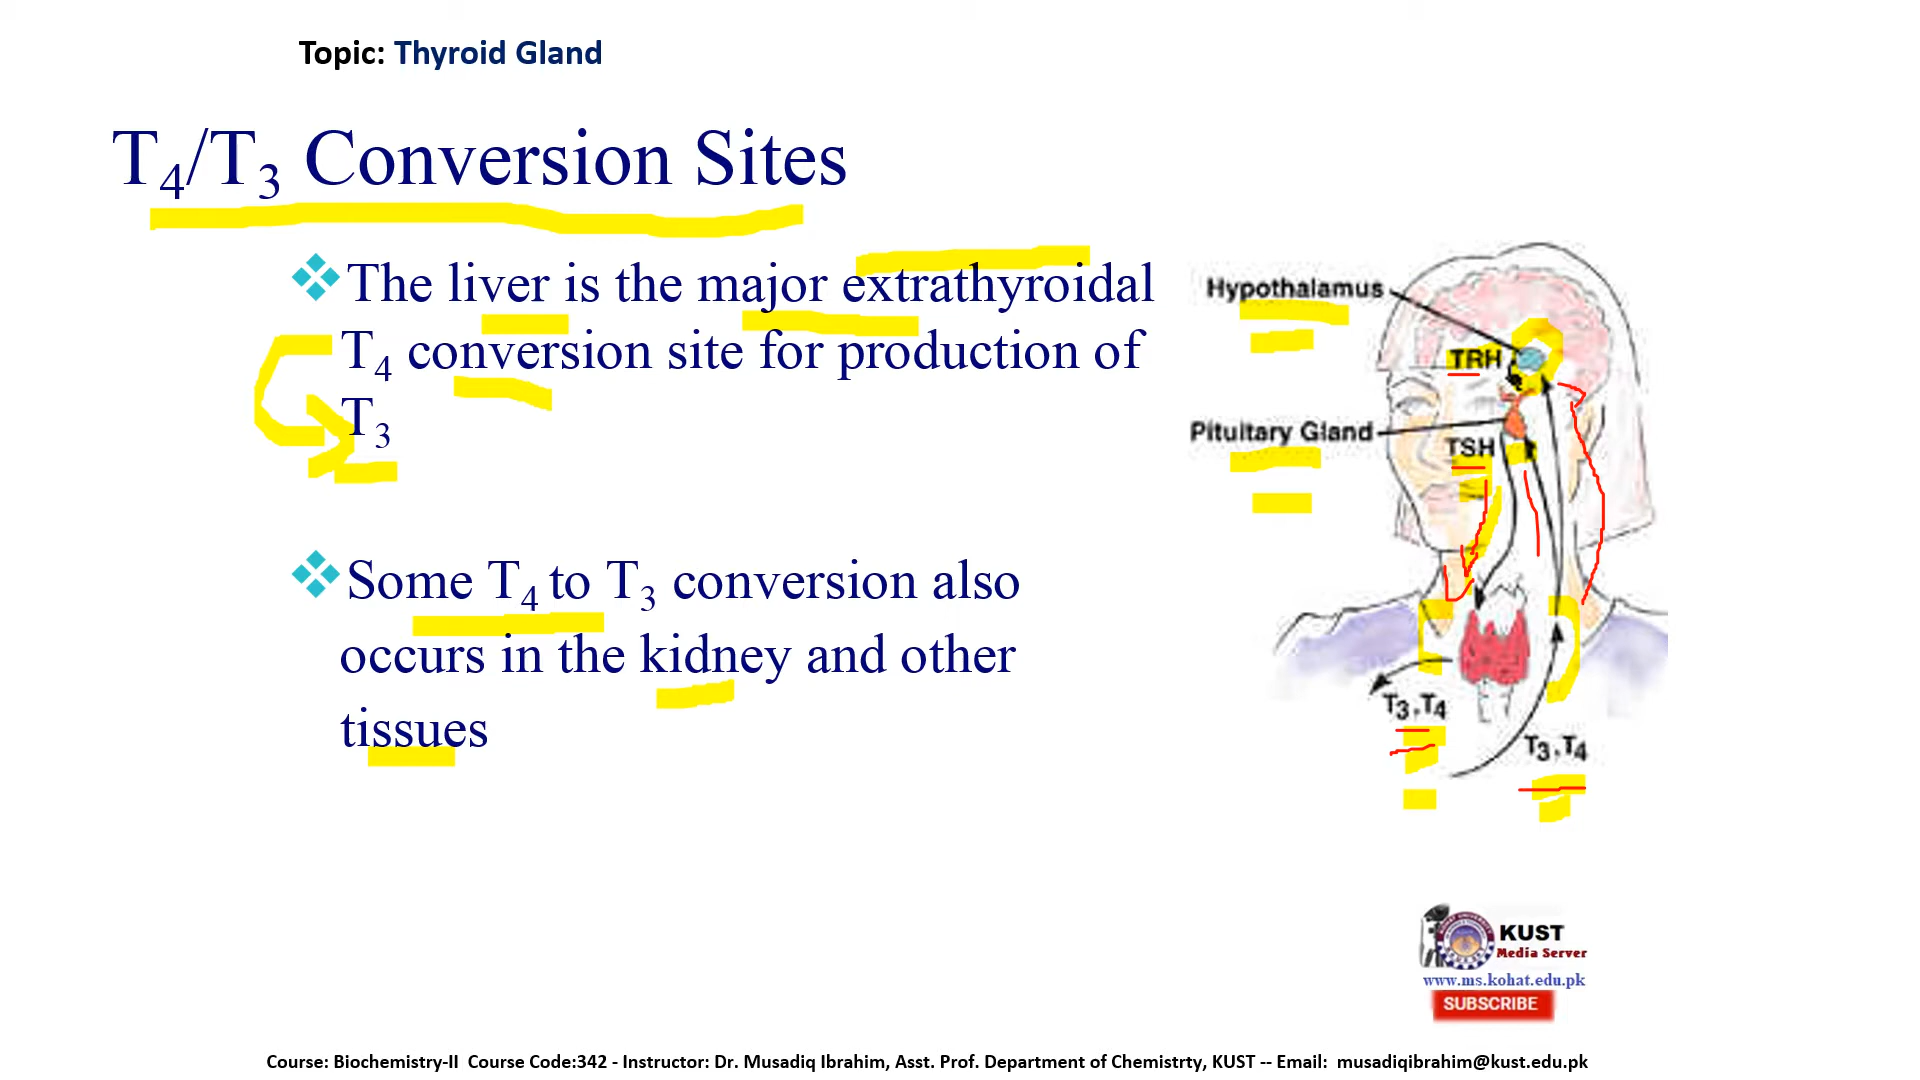 Topic: Thyroid Gland
T4/T3 Conversion Sites
The liver is the major extrathyroidal
T4 conversion site for production of
T3
Some T4 to T3 conversion also
occurs in the kidney and other
tissues
Hypothalamus
TRH
Pituitary Gland
TSH
T3,T4
T3,T4
KUST
Media Server
www.ms.kohat.edu.pk
SUBSCRIBE
Course: Biochemistry-II Course Code:342 - Instructor: Dr. Musadiq Ibrahim, Asst. Prof. Department of Chemistrty, KUST -- Email: musadiqibrahim@kust.edu.pk